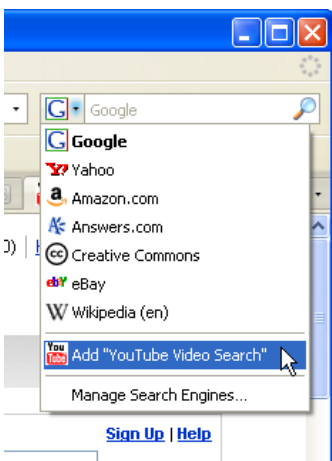 Google
Google
Yahoo
Amazon.com
Answers.com
Creative Commons
eBay
Wikipedia (en)
Add "YouTube Video Search"
Manage Search Engines...
0)
Sign Up | Help